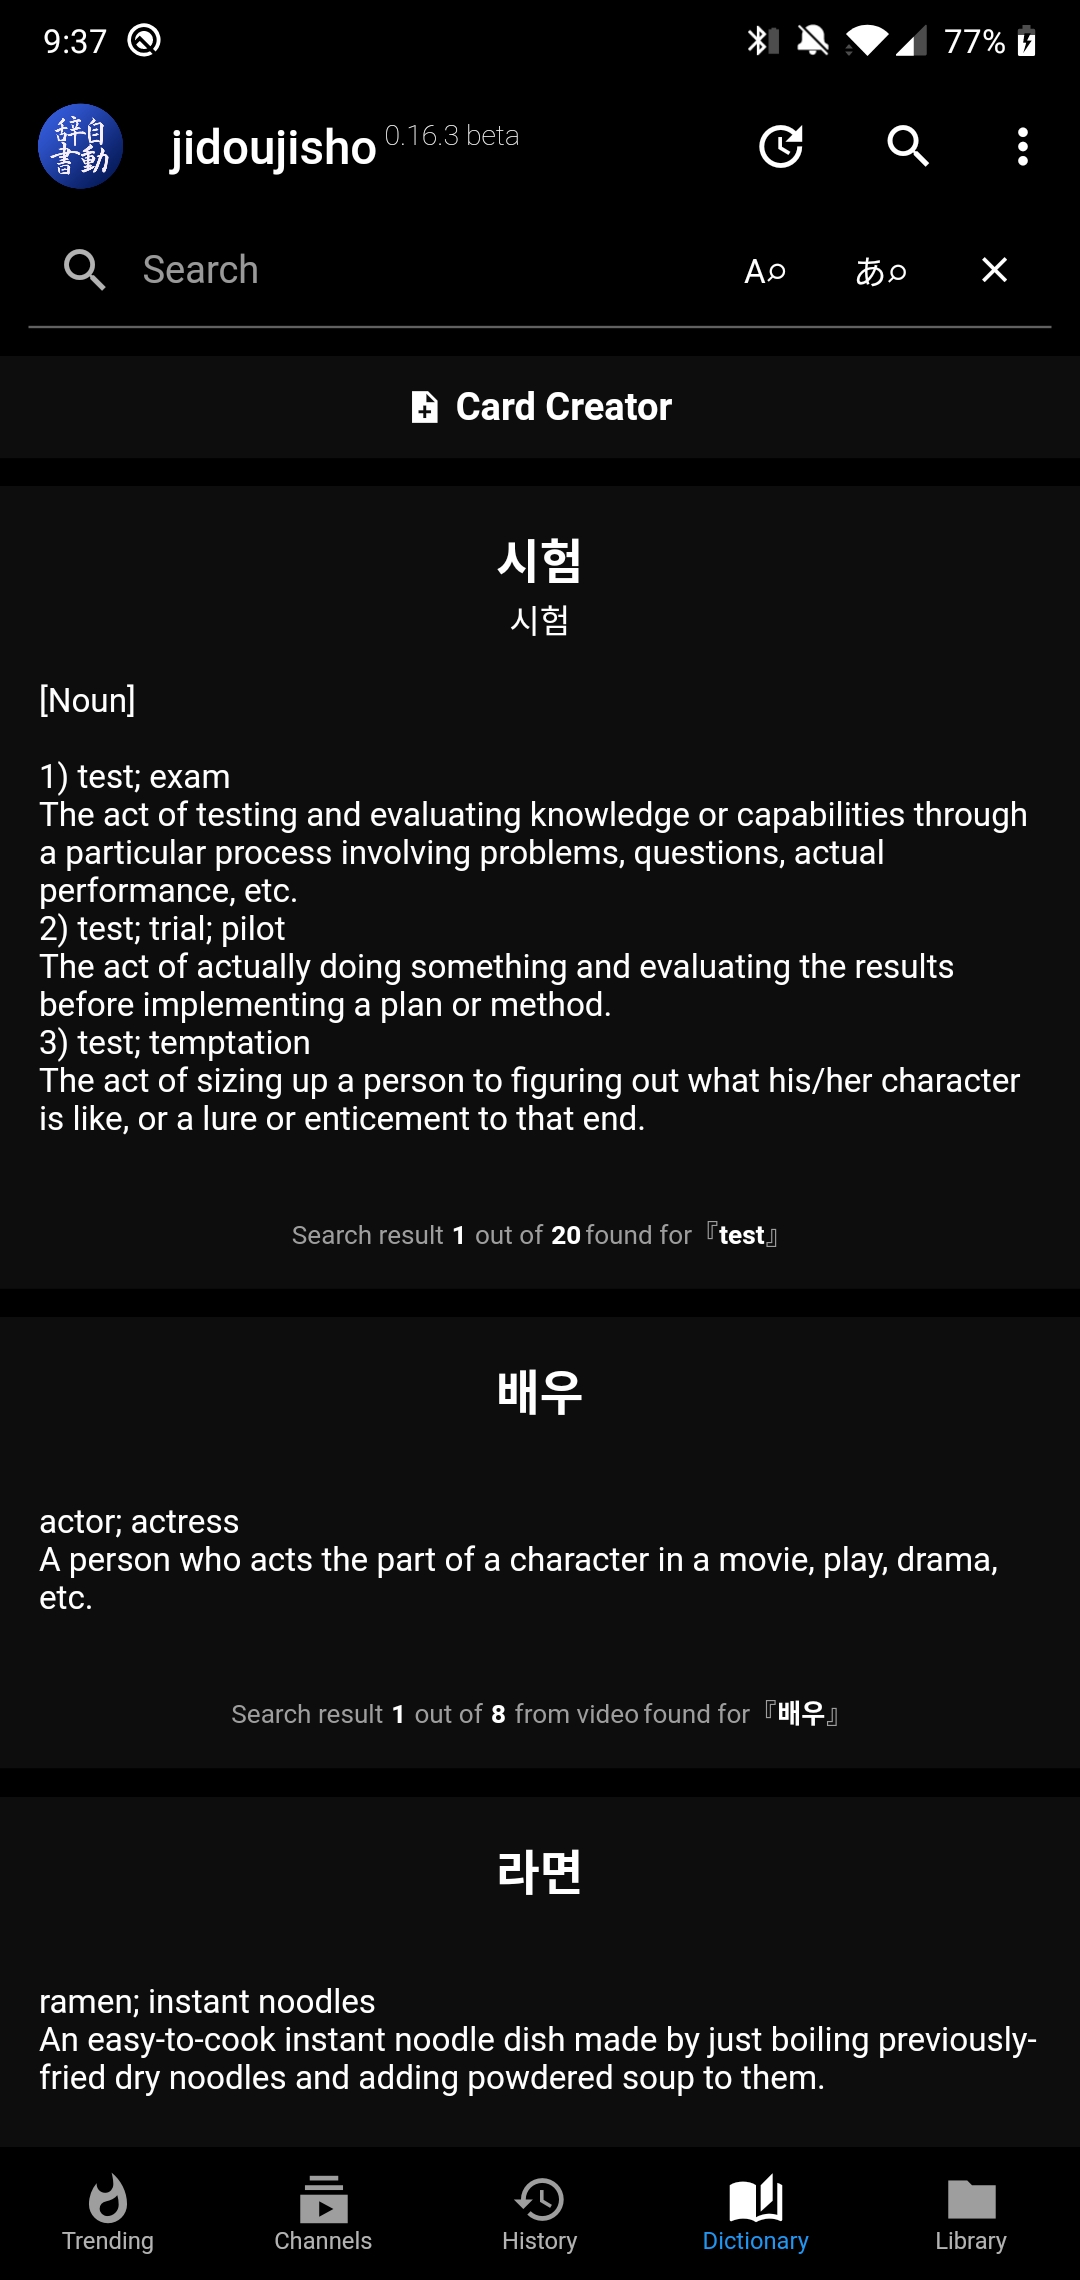 9:37
77%
辞自
書動
jidoujisho 0.16.3 beta
Search
A
あ
Card Creator
시험
시험
[Noun]
1) test; exam
The act of testing and evaluating knowledge or capabilities through
a particular process involving problems, questions, actual
performance, etc.
2) test; trial; pilot
The act of actually doing something and evaluating the results
before implementing a plan or method.
3) test; temptation
The act of sizing up a person to figuring out what his/her character
is like, or a lure or enticement to that end.
Search result 1 out of 20 found for『test』
배우
actor; actress
A person who acts the part of a character in a movie, play, drama,
etc.
Search result 1 out of 8 from video found for『배우』
라면
ramen; instant noodles
An easy-to-cook instant noodle dish made by just boiling previously-
fried dry noodles and adding powdered soup to them.
Trending
Channels
History
Dictionary
Library